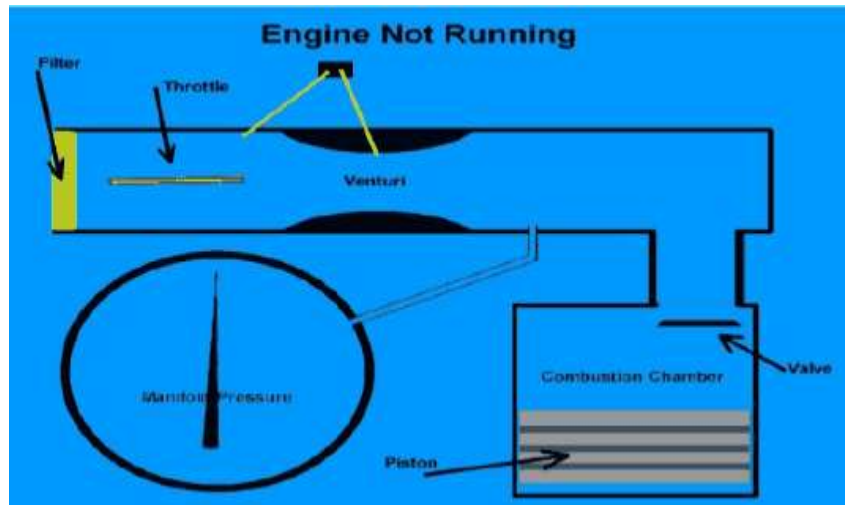 Engine Not Running
Filter
Throttle
Venturi
Manifold Pressure
Combustion Chamber
Valve
Piston